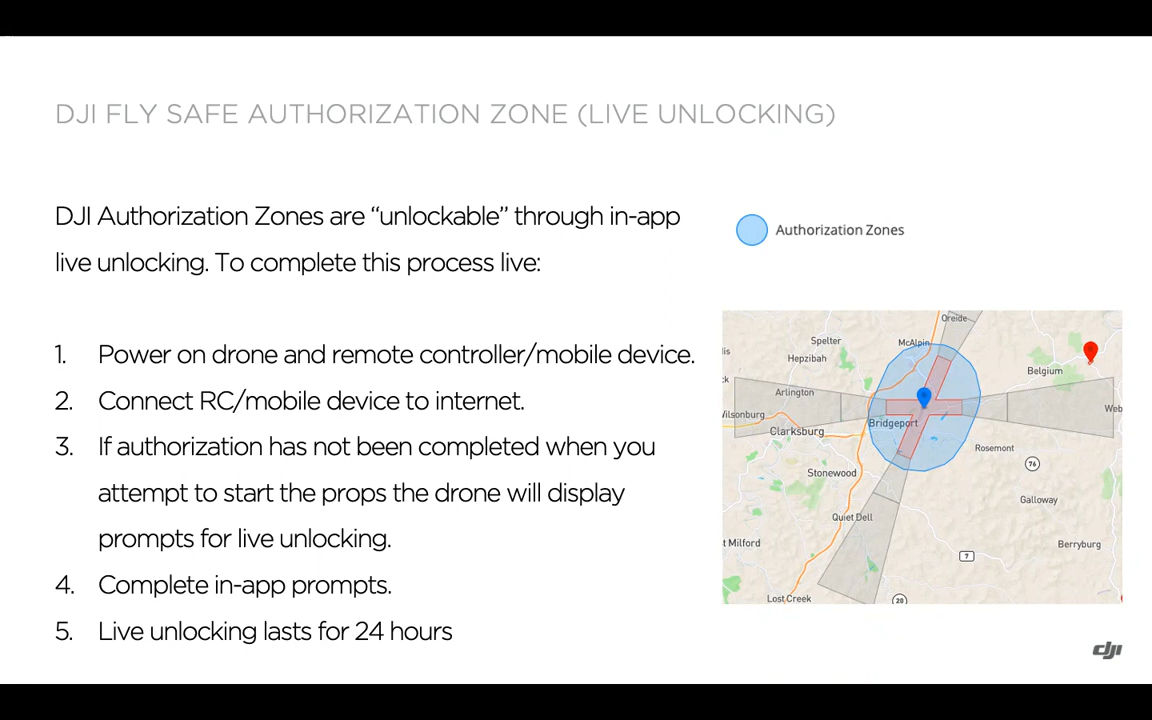 DJI FLY SAFE AUTHORIZATION ZONE (LIVE UNLOCKING)
DJI Authorization Zones are “unlockable” through in-app
live unlocking. To complete this process live:
1. Power on drone and remote controller/mobile device.
2. Connect RC/mobile device to internet.
3. If authorization has not been completed when you
attempt to start the props the drone will display
prompts for live unlocking.
4. Complete in-app prompts.
5. Live unlocking lasts for 24 hours
Authorization Zones
Oreide
Spelter
McAlpin
Hepzibah
Belgium
Arlington
Wilsonburg
Web
Bridgeport
Clarksburg
Rosemont
76
Stonewood
Galloway
Quiet Dell
t Milford
Berryburg
7
Lost Creek
20
dji